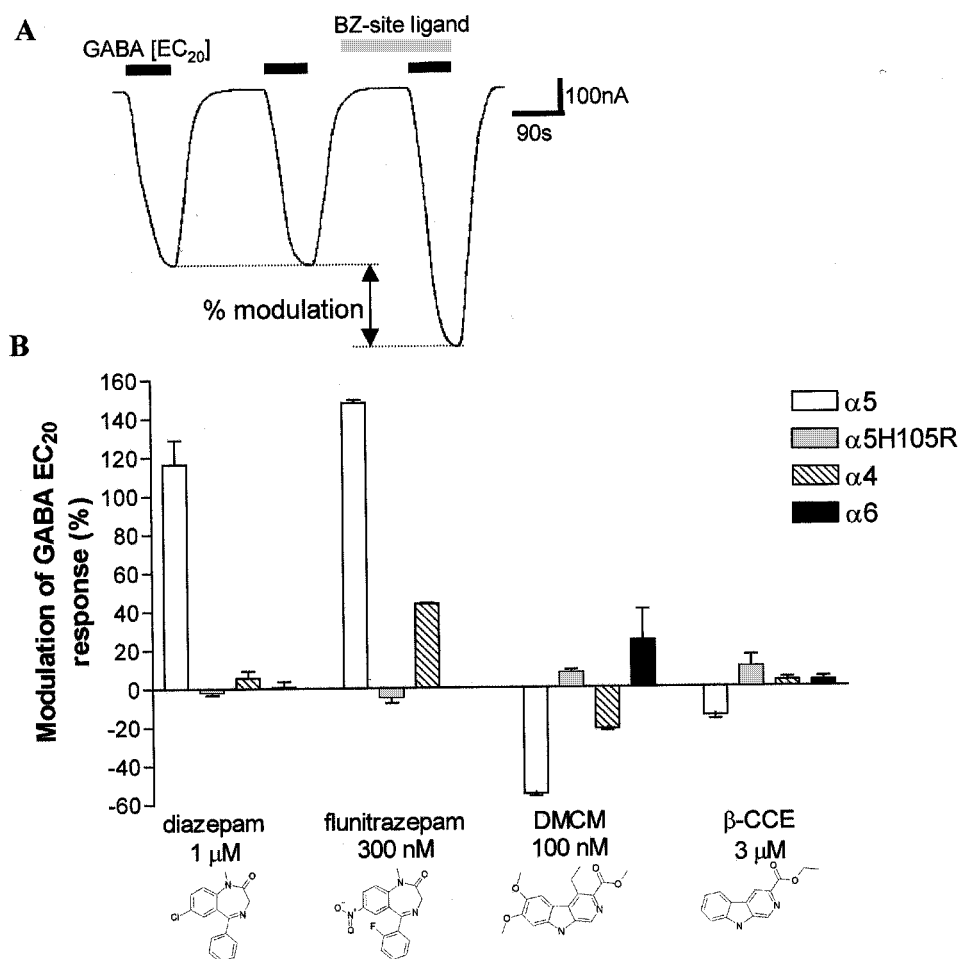 A
BZ-site ligand
GABA [EC20]
100nA
90s
% modulation
B
160
140
120
100
80
60
40
20
0
-20
-40
-60
Modulation of GABA EC20
response (%)
α5
α5H105R
α4
α6
diazepam
1 μM
flunitrazepam
300 nM
DMCM
100 nM
β-CCE
3 μM
N
O
Cl
N
O-
N+
O
F
N
O
N
O
O
N
O
O
N
O
O
N
N